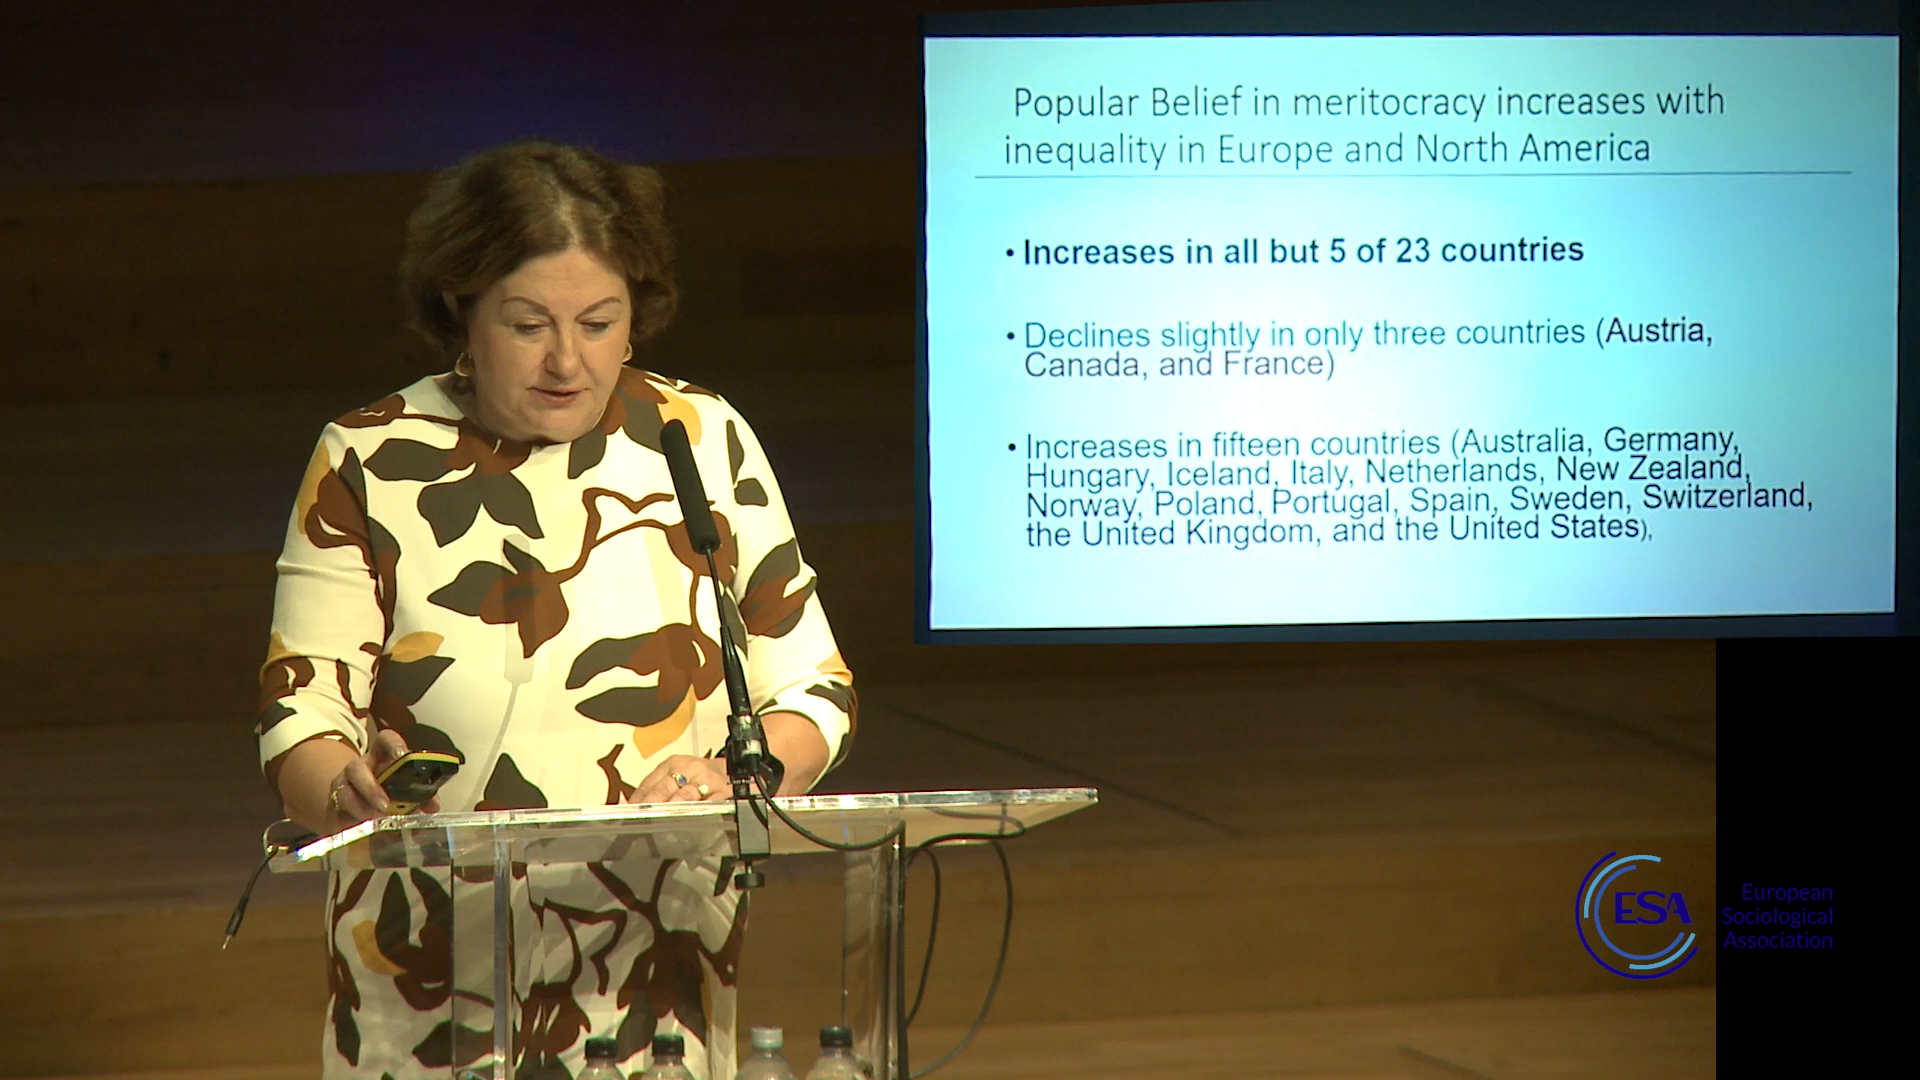 Popular Belief in meritocracy increases with
inequality in Europe and North America
• Increases in all but 5 of 23 countries
• Declines slightly in only three countries (Austria,
Canada, and France)
• Increases in fifteen countries (Australia, Germany,
Hungary, Iceland, Italy, Netherlands, New Zealand,
Norway, Poland, Portugal, Spain, Sweden, Switzerland,
the United Kingdom, and the United States),
ESA
European
Sociological
Association